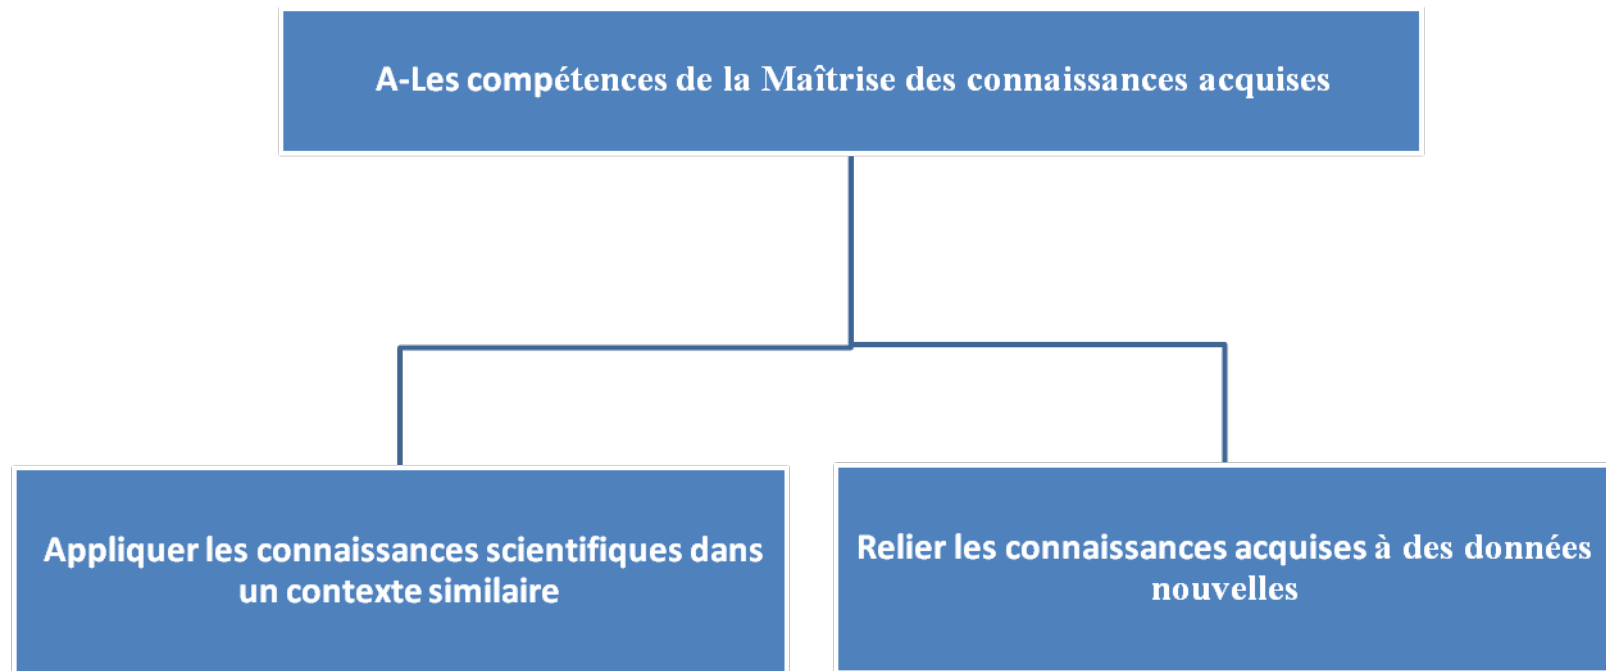 A-Les compétences de la Maîtrise des connaissances acquises
Appliquer les connaissances scientifiques dans
un contexte similaire
Relier les connaissances acquises à des données
nouvelles